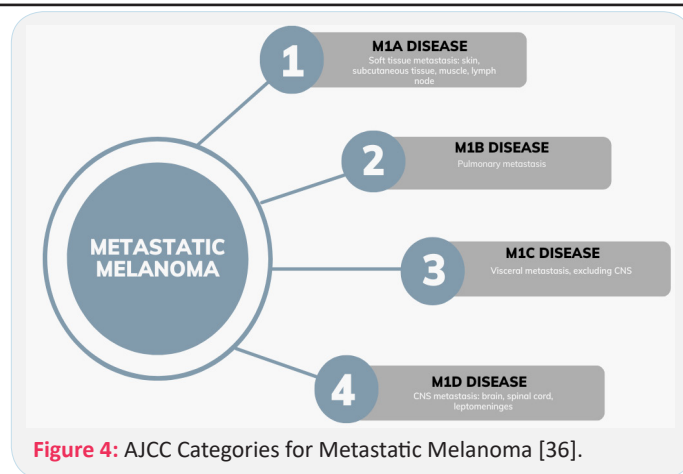 1
M1A DISEASE
Soft tissue metastasis: skin,
subcutaneous tissue, muscle, lymph
node
2
M1B DISEASE
Pulmonary metastasis
METASTATIC
MELANOMA
3
M1C DISEASE
Visceral metastasis, excluding CNS
4
M1D DISEASE
CNS metastasis: brain, spinal cord,
leptomeninges
Figure 4: AJCC Categories for Metastatic Melanoma [36].